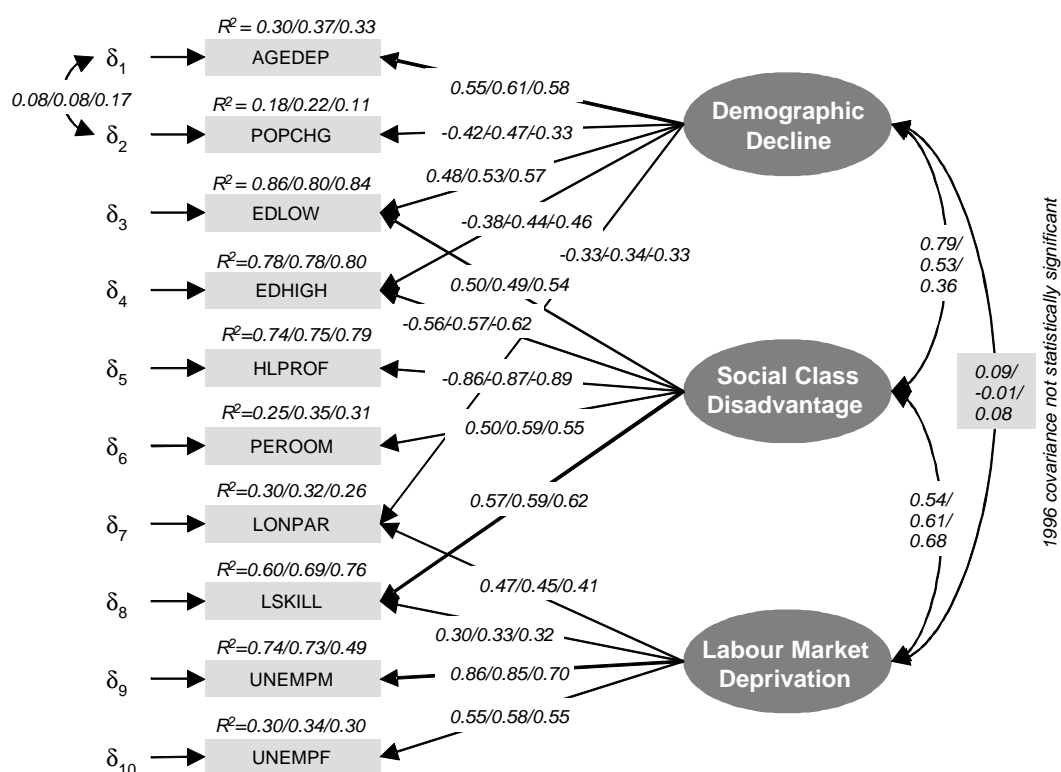 R² = 0.30/0.37/0.33
δ₁
AGEDEP
0.08/0.08/0.17
R² = 0.18/0.22/0.11
δ₂
POPCHG
R² = 0.86/0.80/0.84
δ₃
EDLOW
R²=0.78/0.78/0.80
δ₄
EDHIGH
R²=0.74/0.75/0.79
δ₅
HLPROF
R²=0.25/0.35/0.31
δ₆
PEROOM
R²=0.30/0.32/0.26
δ₇
LONPAR
R²=0.60/0.69/0.76
δ₈
LSKILL
R²=0.74/0.73/0.49
δ₉
UNEMPM
R²=0.30/0.34/0.30
δ₁₀
UNEMPF
0.55/0.61/0.58
-0.42/-0.47/-0.33
0.48/0.53/0.57
-0.38/-0.44/-0.46
-0.33/-0.34/-0.33
0.50/0.49/0.54
-0.56/-0.57/-0.62
-0.86/-0.87/-0.89
0.50/0.59/0.55
0.57/0.59/0.62
0.47/0.45/0.41
0.30/0.33/0.32
0.86/0.85/0.70
0.55/0.58/0.55
Demographic
Decline
Social Class
Disadvantage
Labour Market
Deprivation
0.79/
0.53/
0.36
0.09/
-0.01/
0.08
0.54/
0.61/
0.68
1996 covariance not statistically significant